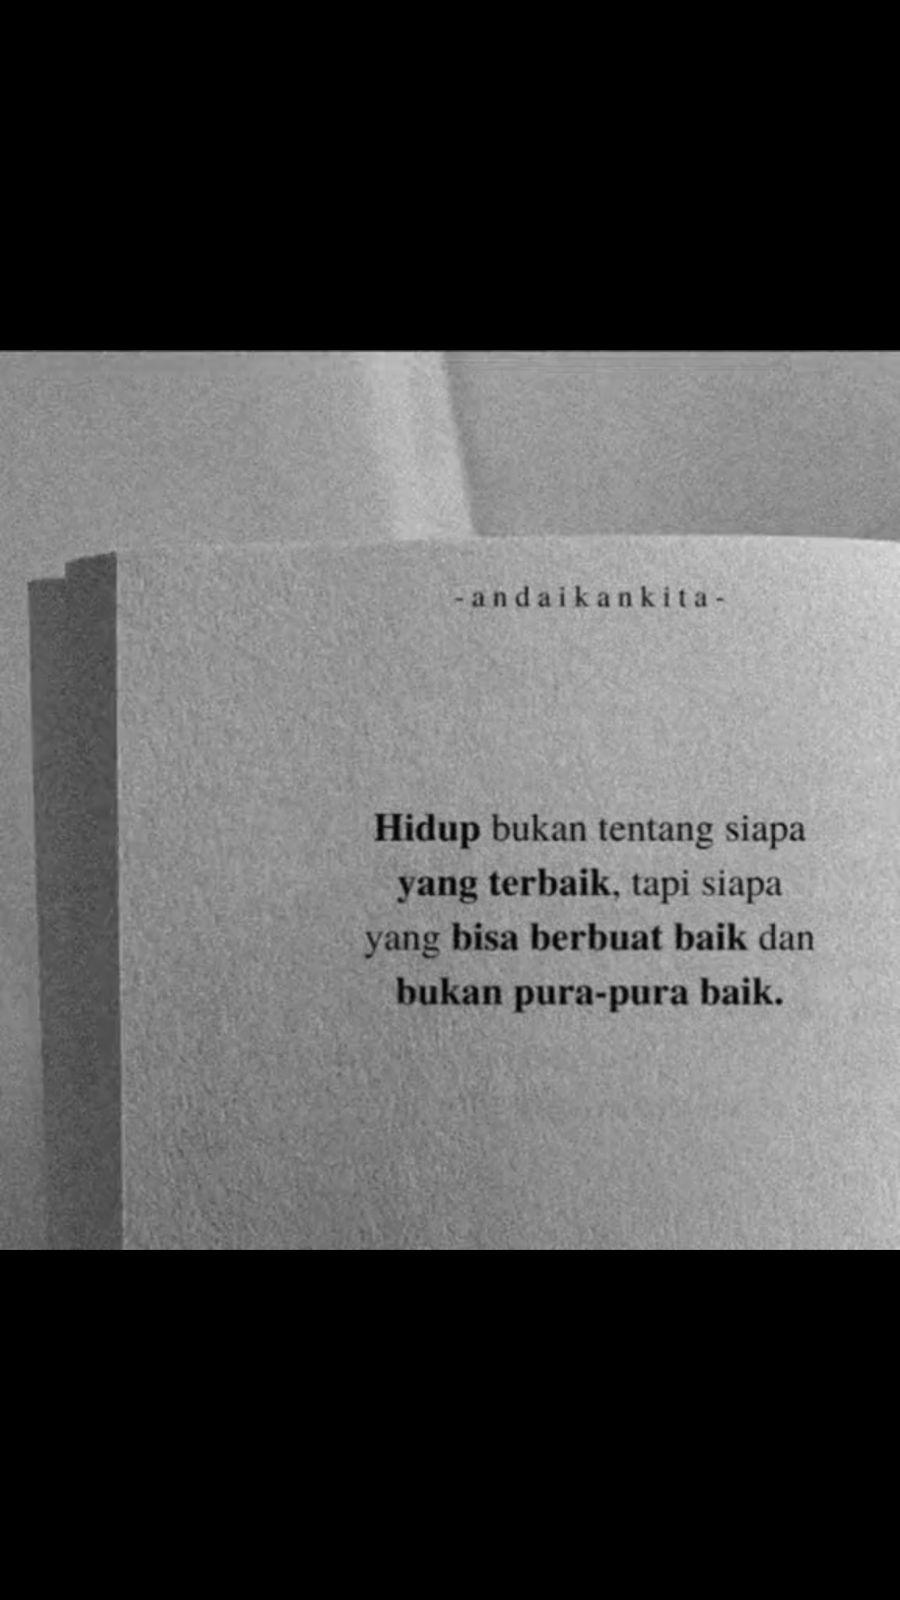 -andaikankita-
Hidup bukan tentang siapa
yang terbaik, tapi siapa
yang bisa berbuat baik dan
bukan pura-pura baik.